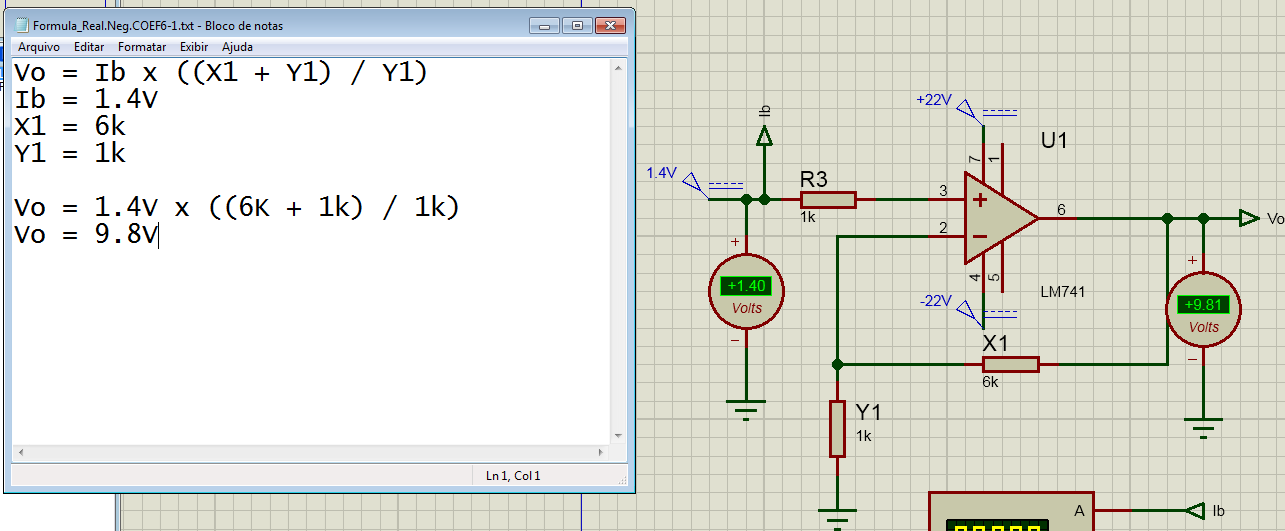 Formula_Real.Neg.COEF6-1.txt - Bloco de notas
Arquivo Editar Formatar Exibir Ajuda
Vo = Ib x ((X1 + Y1) / Y1)
Ib = 1.4V
X1 = 6k
Y1 = 1k
Vo = 1.4V x ((6K + 1k) / 1k)
Vo = 9.8V
Ln 1, Col 1
+22V
Ib
7
1
U1
1.4V
R3
1k
3
+
2
−
6
Vo
+
+1.40
Volts
−
4
5
LM741
-22V
+
+9.81
Volts
−
X1
6k
Y1
1k
A
Ib